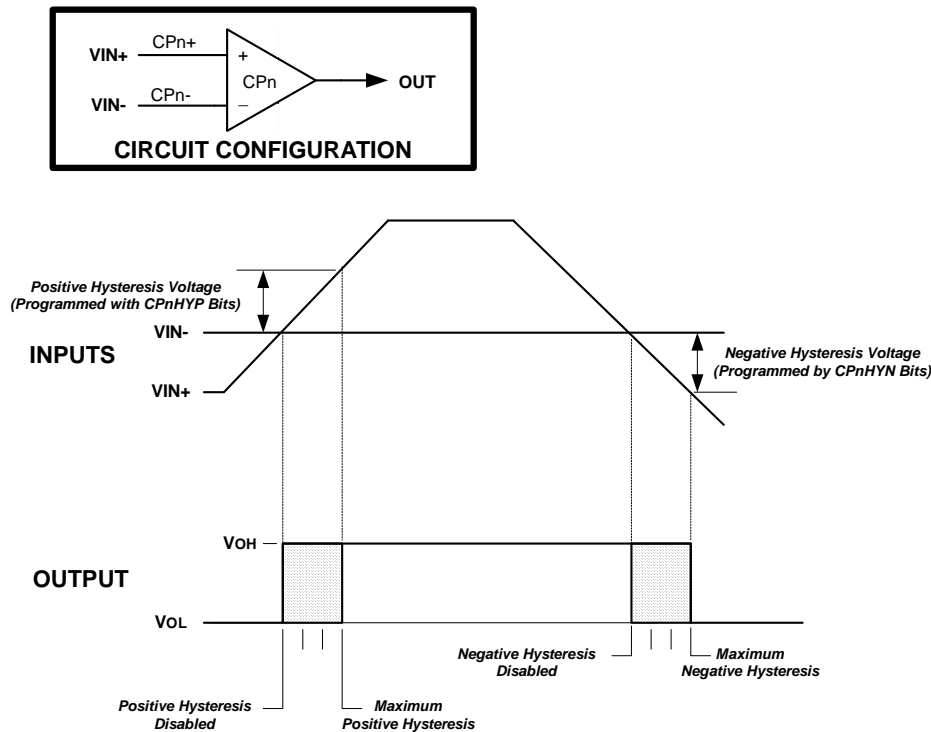 VIN+
CPn+
+
CPn
OUT
VIN-
CPn-
–
CIRCUIT CONFIGURATION
Positive Hysteresis Voltage
(Programmed with CPnHYP Bits)
VIN-
INPUTS
VIN+
Negative Hysteresis Voltage
(Programmed by CPnHYN Bits)
VOH
OUTPUT
VOL
Negative Hysteresis
Disabled
Maximum
Negative Hysteresis
Positive Hysteresis
Disabled
Maximum
Positive Hysteresis